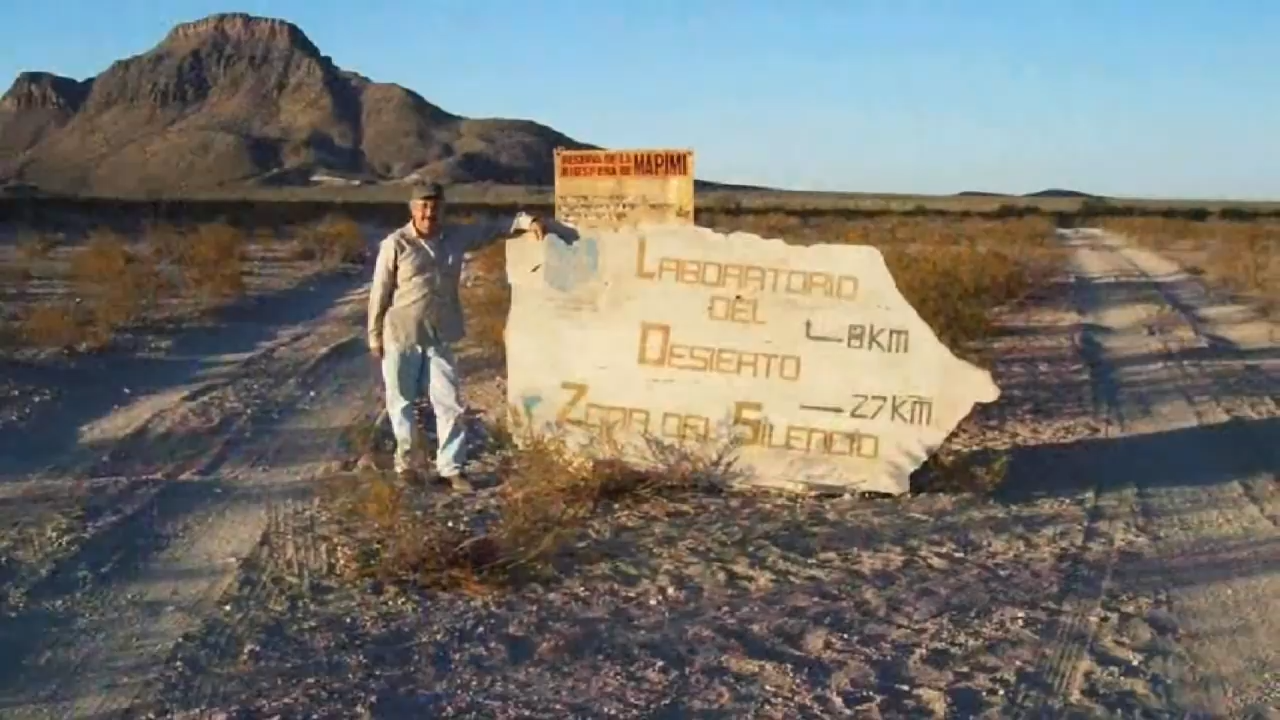 RESERVA DE LA
BIOSFERA DE MAPIMI
LABORATORIO
DEL
8KM
DESIERTO
27KM
ZONA DEL SILENCIO